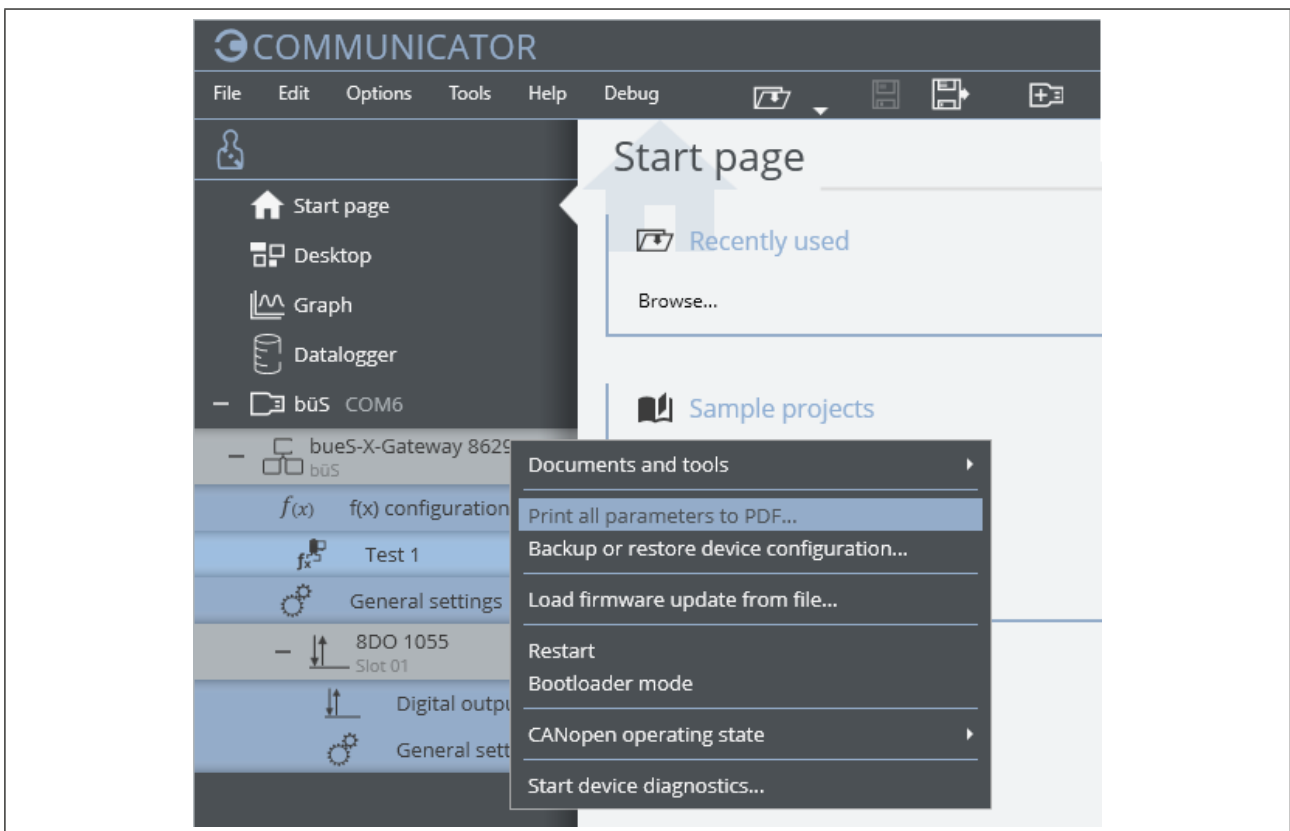 COMMUNICATOR
File Edit Options Tools Help Debug
Start page
Desktop
Graph
Datalogger
büS COM6
bueS-X-Gateway 8629
büS
f(x) f(x) configuration
fx Test 1
General settings
8DO 1055
Slot 01
Digital outpu
General sett
Start page
Recently used
Browse...
Sample projects
Documents and tools
Print all parameters to PDF...
Backup or restore device configuration...
Load firmware update from file...
Restart
Bootloader mode
CANopen operating state
Start device diagnostics...